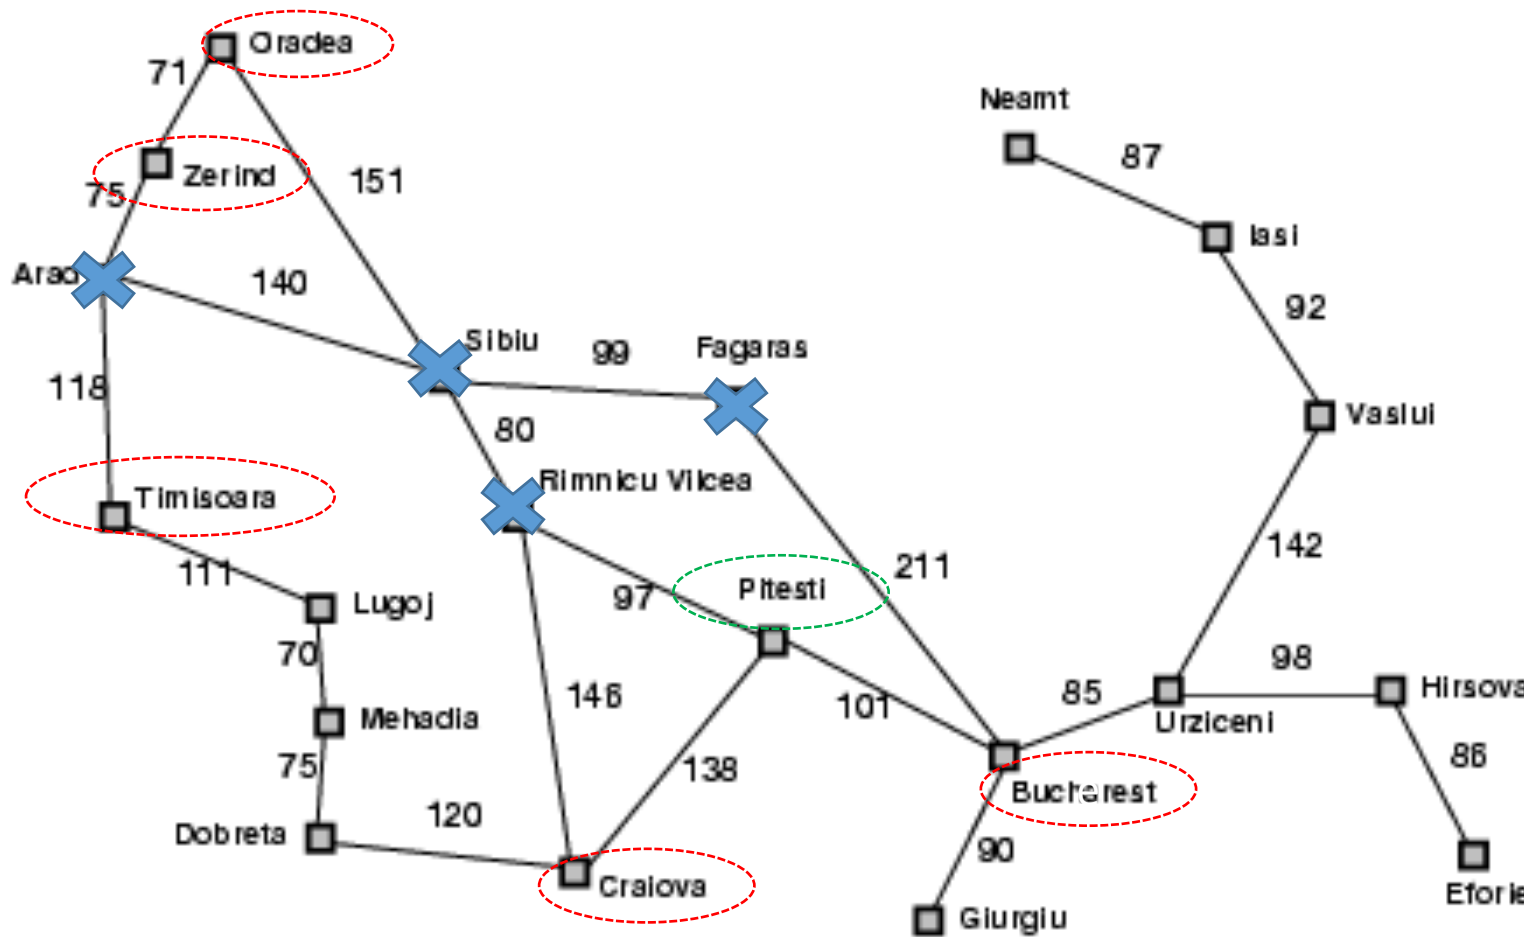 Oradea
71
Neamt
87
Zerind
151
75
Iasi
Arad
140
92
Sibiu
99
Fagaras
118
Vaslui
80
Rimnicu Vilcea
Timisoara
142
111
211
Pitesti
97
Lugoj
70
98
Hirsova
146
85
101
Mehadia
Urziceni
75
138
86
Bucharest
120
Dobreta
90
Craiova
Eforie
Giurgiu